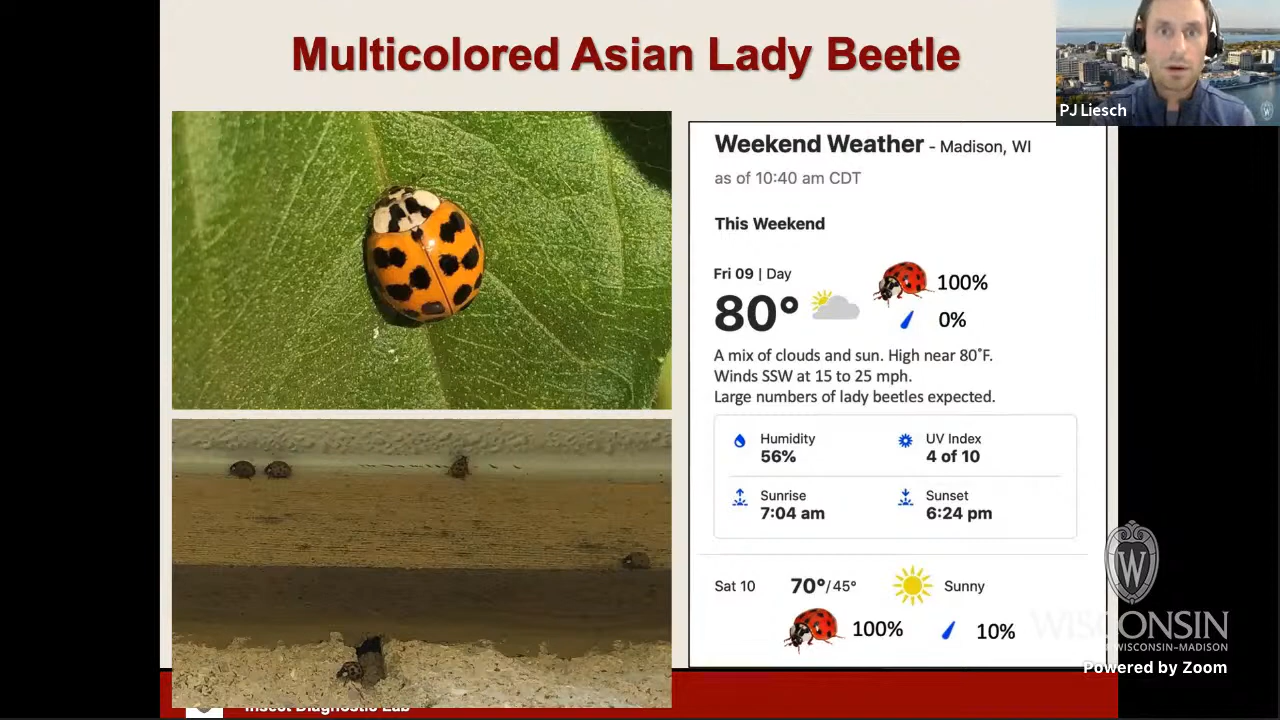 Multicolored Asian Lady Beetle
PJ Liesch
Weekend Weather - Madison, WI
as of 10:40 am CDT
This Weekend
Fri 09 | Day
80°
100%
0%
A mix of clouds and sun. High near 80°F.
Winds SSW at 15 to 25 mph.
Large numbers of lady beetles expected.
Humidity
56%
UV Index
4 of 10
Sunrise
7:04 am
Sunset
6:24 pm
Sat 10
70°/45°
Sunny
100%
10%
W
WISCONSIN
WISCONSIN–MADISON
Powered by Zoom
Insect Diagnostic Lab